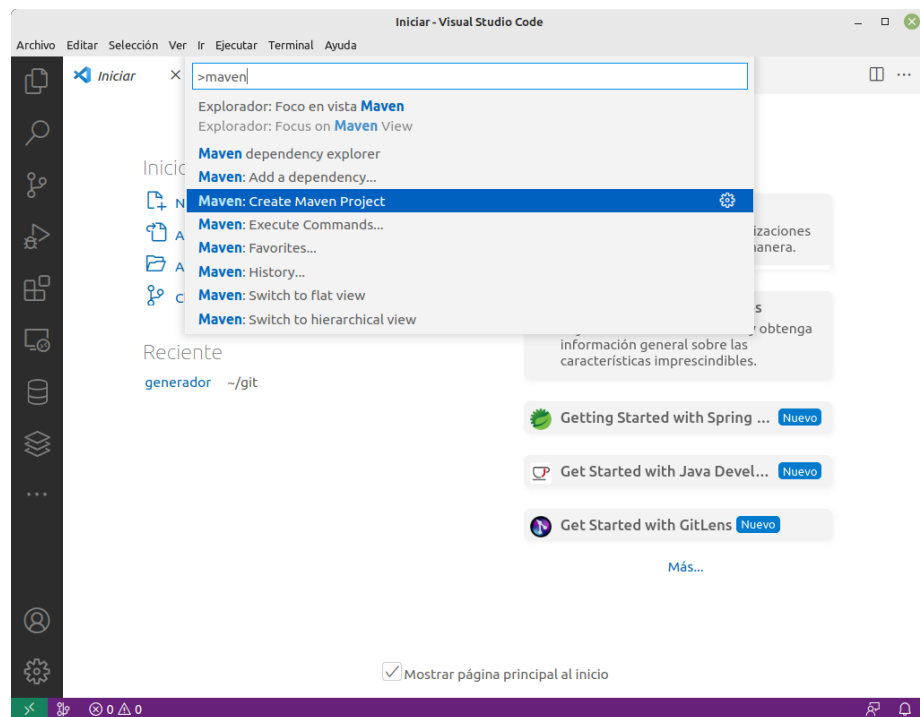 Iniciar - Visual Studio Code
Archivo Editar Selección Ver Ir Ejecutar Terminal Ayuda
Iniciar
>maven
Explorador: Foco en vista Maven
Explorador: Focus on Maven View
Maven dependency explorer
Maven: Add a dependency...
Maven: Create Maven Project
Maven: Execute Commands...
Maven: Favorites...
Maven: History...
Maven: Switch to flat view
Maven: Switch to hierarchical view
Reciente
generador ~/git
obtenga
información general sobre las
características imprescindibles.
Getting Started with Spring ... Nuevo
Get Started with Java Devel... Nuevo
Get Started with GitLens Nuevo
Más...
Mostrar página principal al inicio
0 0